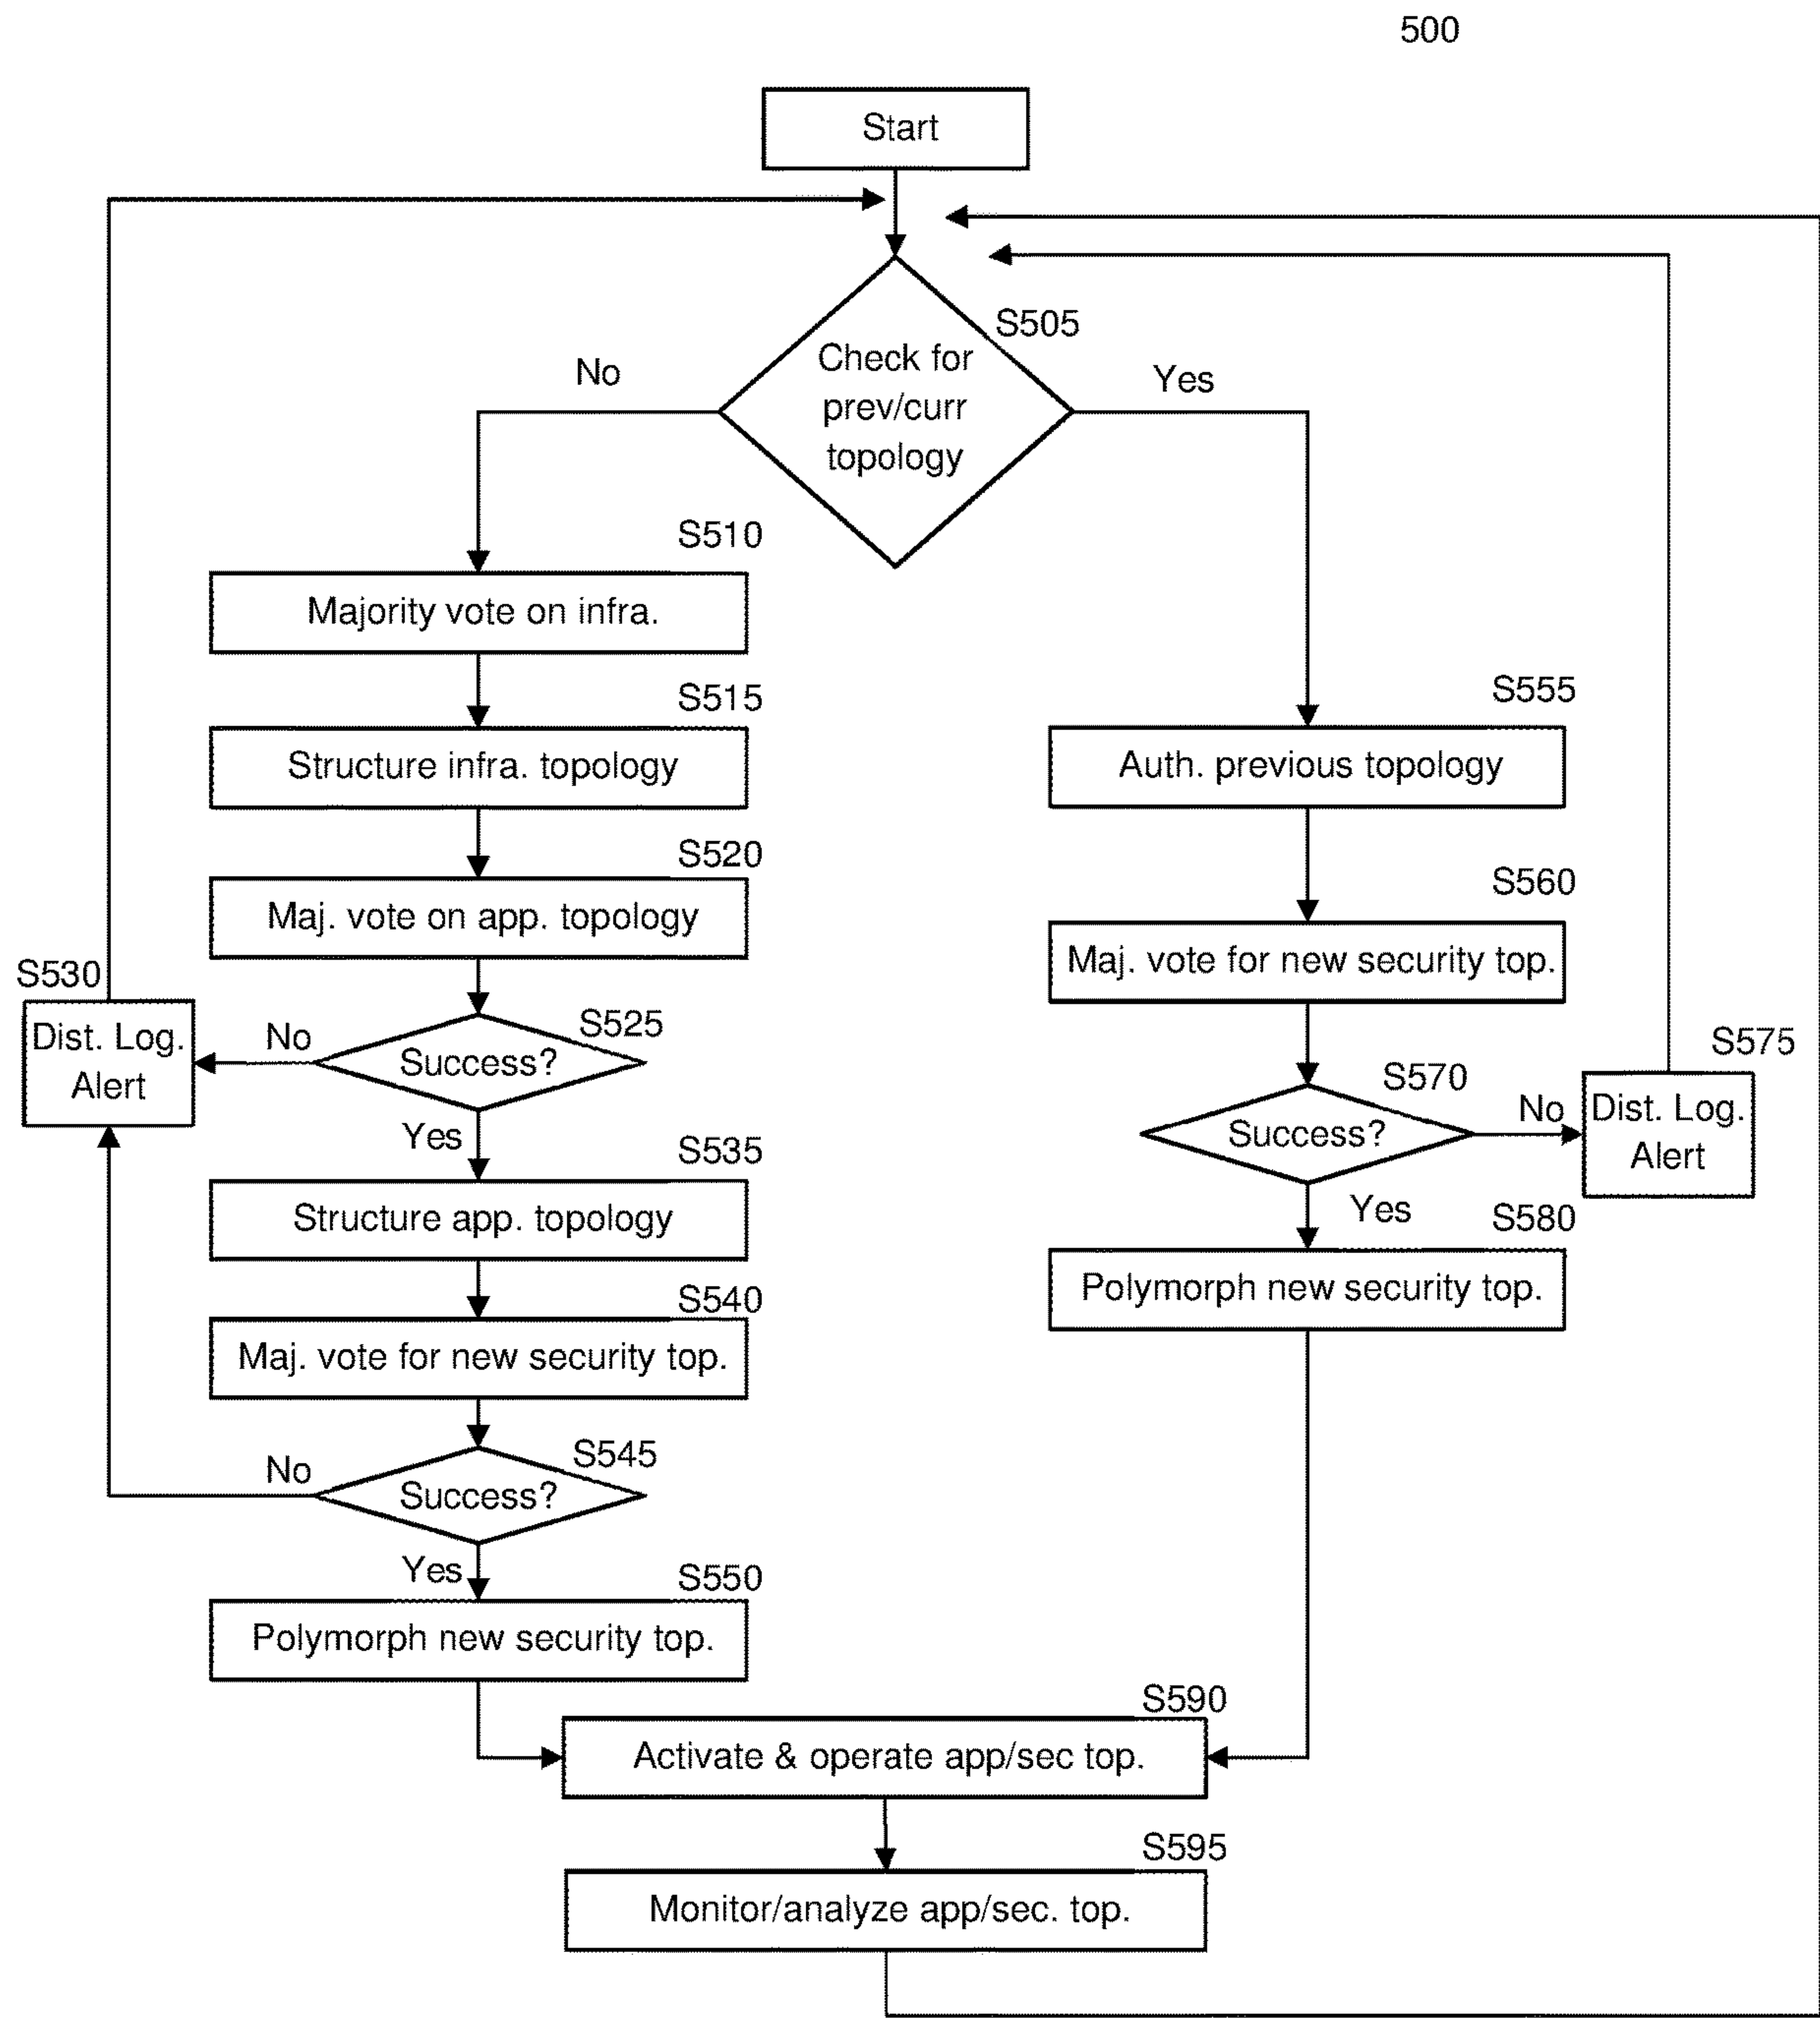 500
Start
S505
Check for
prev/curr
topology
No
Yes
S510
Majority vote on infra.
S515
Structure infra. topology
S520
Maj. vote on app. topology
S525
Success?
No
S530
Dist. Log.
Alert
Yes
S535
Structure app. topology
S540
Maj. vote for new security top.
S545
Success?
No
Yes
S550
Polymorph new security top.
S555
Auth. previous topology
S560
Maj. vote for new security top.
S570
Success?
No
S575
Dist. Log.
Alert
Yes
S580
Polymorph new security top.
S590
Activate & operate app/sec top.
S595
Monitor/analyze app/sec. top.